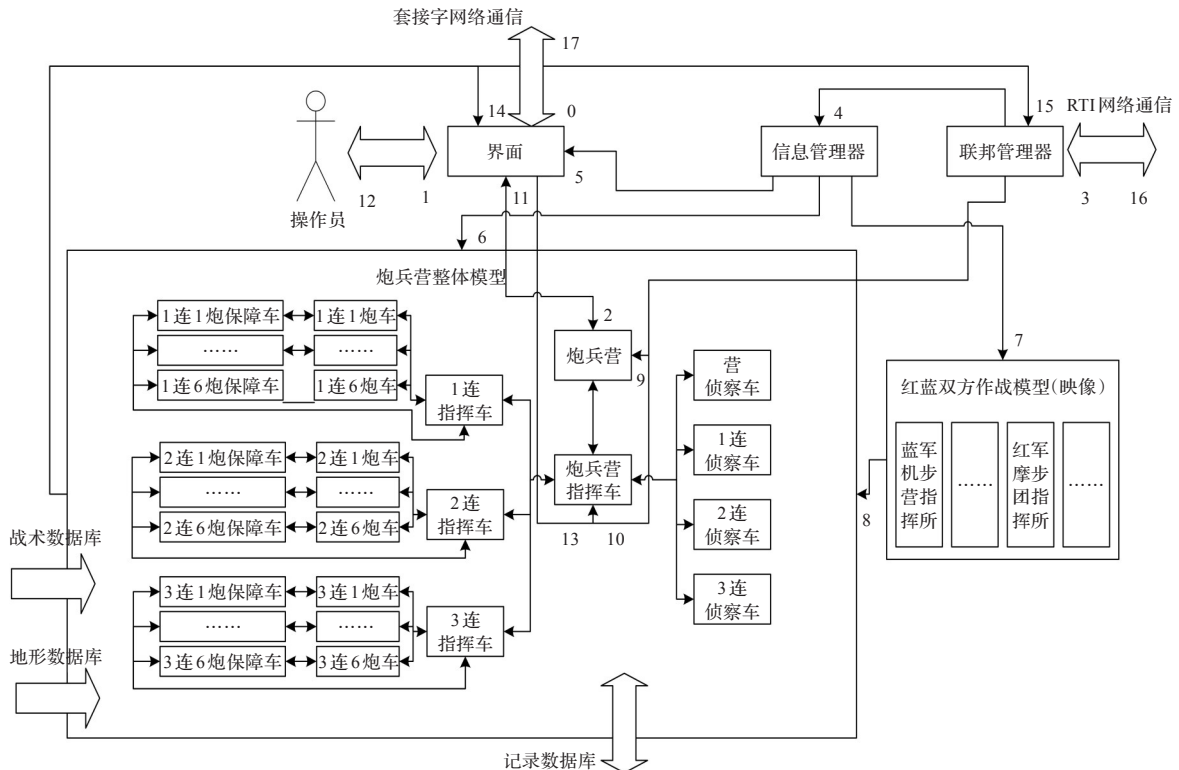 套接字网络通信
17
14
0
4
15
RTI网络通信
界面
信息管理器
联邦管理器
操作员
12
1
11
5
3
16
6
炮兵营整体模型
1连1炮保障车
1连1炮车
……
……
1连6炮保障车
1连6炮车
1连
指挥车
2连1炮保障车
2连1炮车
……
……
2连6炮保障车
2连6炮车
2连
指挥车
3连1炮保障车
3连1炮车
……
……
3连6炮保障车
3连6炮车
3连
指挥车
2
炮兵营
9
炮兵营
指挥车
13
10
营
侦察车
1连
侦察车
2连
侦察车
3连
侦察车
7
红蓝双方作战模型(映像)
蓝军
机步
营指
挥所
……
红军
摩步
团指
挥所
……
8
战术数据库
地形数据库
记录数据库